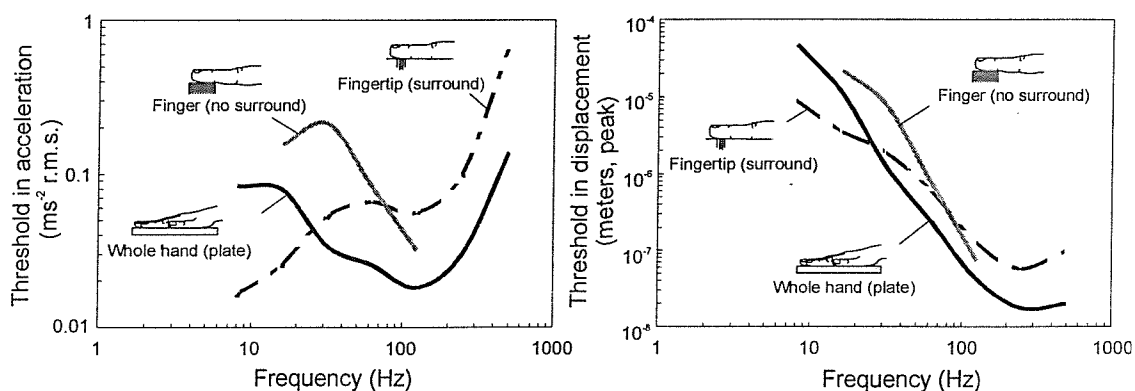 Threshold in acceleration
(ms-2 r.m.s.)
1
0.1
0.01
Fingertip (surround)
Finger (no surround)
Whole hand (plate)
1
10
100
1000
Frequency (Hz)
Threshold in displacement
(meters, peak)
10-4
10-5
10-6
10-7
10-8
Finger (no surround)
Fingertip (surround)
Whole hand (plate)
1
10
100
1000
Frequency (Hz)